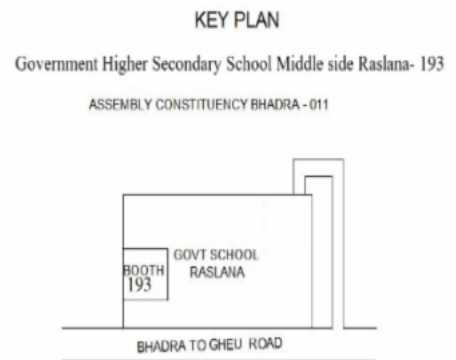 KEY PLAN
Government Higher Secondary School Middle side Raslana- 193
ASSEMBLY CONSTITUENCY BHADRA - 011
GOVT SCHOOL
RASLANA
BOOTH
193
BHADRA TO GHEU ROAD